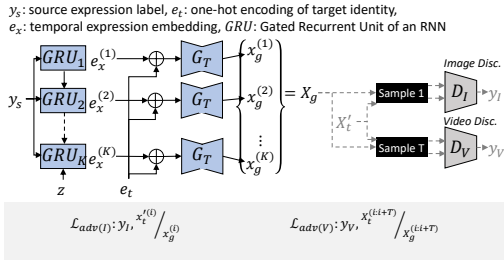 y_s: source expression label, e_t: one-hot encoding of target identity,
e_x: temporal expression embedding, GRU: Gated Recurrent Unit of an RNN
GRU_1 e_x^(1) G_T x_g^(1)
Image Disc.
y_s GRU_2 e_x^(2) G_T x_g^(2) = X_g Sample 1 D_I y_I
X'_t
Video Disc.
⋮
GRU_K e_x^(K) G_T x_g^(K) Sample T D_V y_V
z e_t
ℒ_adv(I): y_I, x'_t^(i)/x_g^(i) ℒ_adv(V): y_V, X_t^(i:i+T)/X_g^(i:i+T)